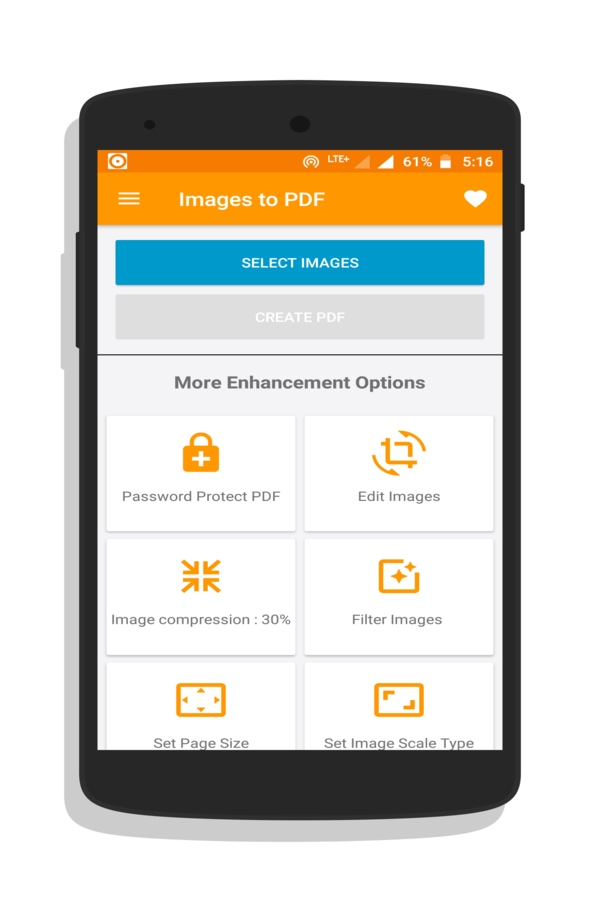 LTE+ 61% 5:16
Images to PDF
SELECT IMAGES
CREATE PDF
More Enhancement Options
Password Protect PDF Edit Images
Image compression : 30% Filter Images
Set Page Size Set Image Scale Type